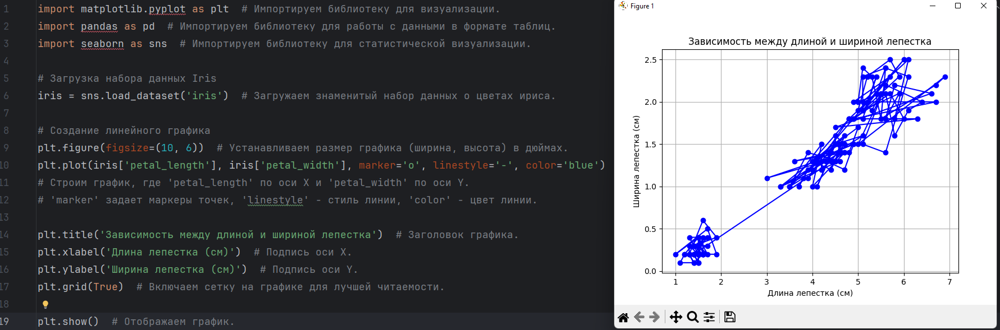 1 import matplotlib.pyplot as plt  # Импортируем библиотеку для визуализации.
2 import pandas as pd  # Импортируем библиотеку для работы с данными в формате таблиц.
3 import seaborn as sns  # Импортируем библиотеку для статистической визуализации.
4
5 # Загрузка набора данных Iris
6 iris = sns.load_dataset('iris')  # Загружаем знаменитый набор данных о цветах ириса.
7
8 # Создание линейного графика
9 plt.figure(figsize=(10, 6))  # Устанавливаем размер графика (ширина, высота) в дюймах.
10 plt.plot(iris['petal_length'], iris['petal_width'], marker='o', linestyle='-', color='blue')
11 # Строим график, где 'petal_length' по оси X и 'petal_width' по оси Y.
12 # 'marker' задает маркеры точек, 'linestyle' - стиль линии, 'color' - цвет линии.
13
14 plt.title('Зависимость между длиной и шириной лепестка')  # Заголовок графика.
15 plt.xlabel('Длина лепестка (см)')  # Подпись оси X.
16 plt.ylabel('Ширина лепестка (см)')  # Подпись оси Y.
17 plt.grid(True)  # Включаем сетку на графике для лучшей читаемости.
18
19 plt.show()  # Отображаем график.
Figure 1
Зависимость между длиной и шириной лепестка
Ширина лепестка (см)
2.5
2.0
1.5
1.0
0.5
0.0
1 2 3 4 5 6 7
Длина лепестка (см)